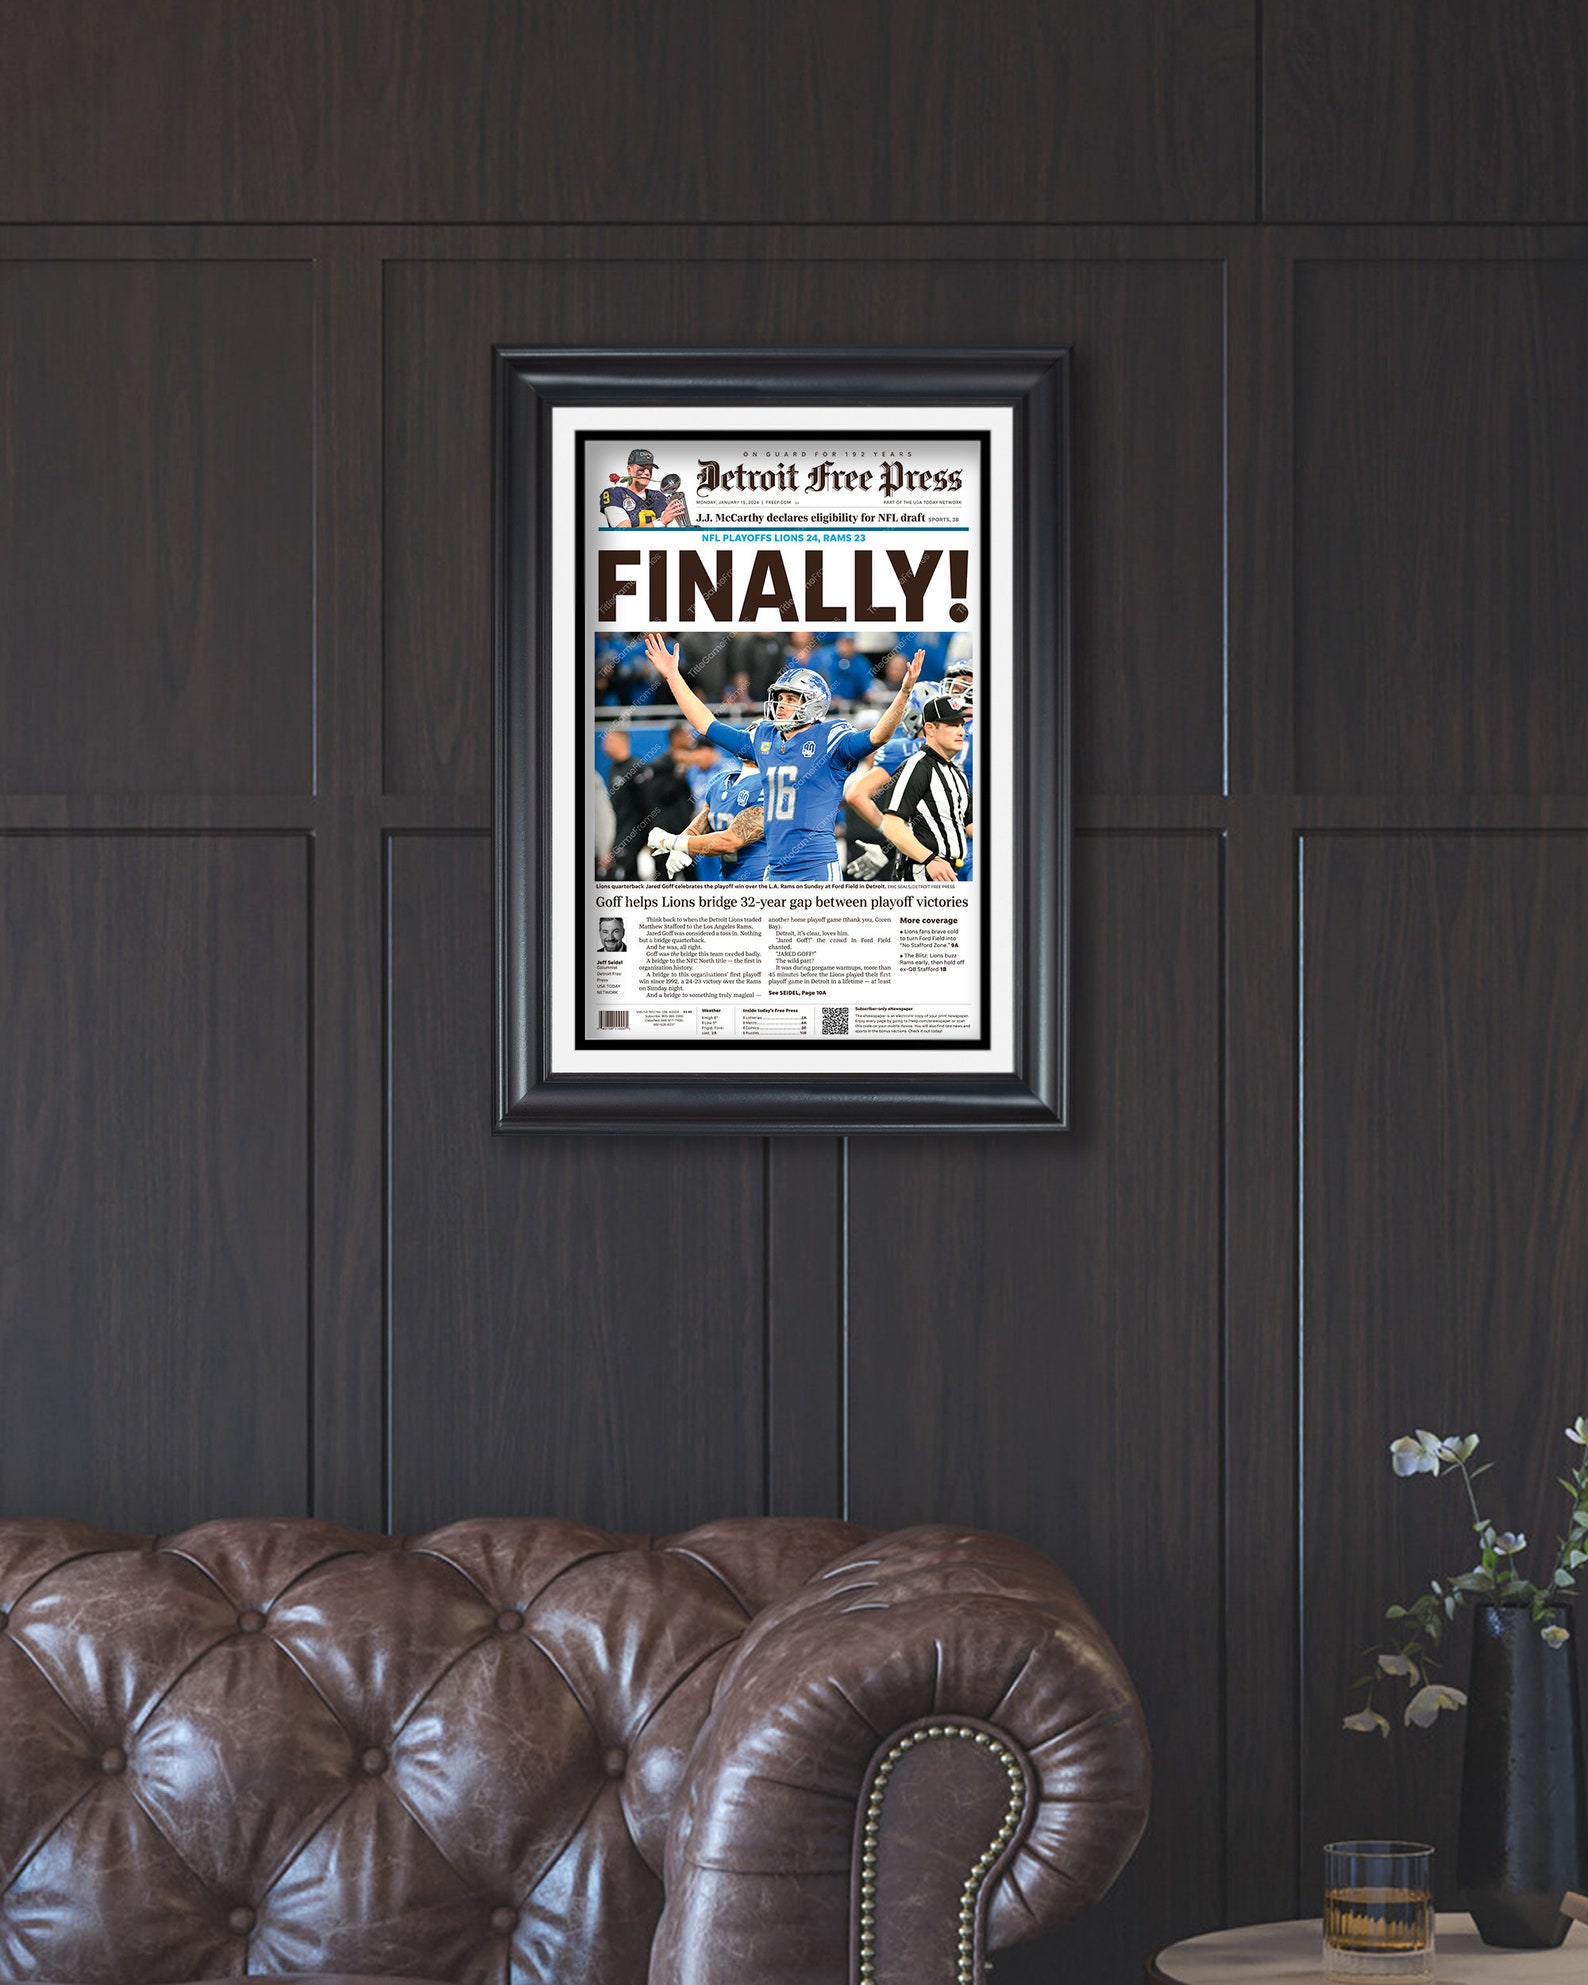 ON GUARD FOR 192 YEARS
Detroit Free Press
MONDAY, JANUARY 15, 2024 | FREEP.COM
PART OF THE USA TODAY NETWORK
J.J. McCarthy declares eligibility for NFL draft SPORTS, 3B
NFL PLAYOFFS LIONS 24, RAMS 23
FINALLY!
16
Lions quarterback Jared Goff celebrates the playoff win over the L.A. Rams on Sunday at Ford Field in Detroit. ERIC SEALS/DETROIT FREE PRESS
Goff helps Lions bridge 32-year gap between playoff victories
Jeff Seidel
Columnist
Detroit Free
Press
USA TODAY
NETWORK
Think back to when the Detroit Lions traded
Matthew Stafford to the Los Angeles Rams.
Jared Goff was considered a toss in. Nothing
but a bridge quarterback.
And he was, all right.
Goff was the bridge this team badly needed.
A bridge to the NFC North title — the first in
organization history.
A bridge to this organizations' first playoff
win since 1992, a 24-23 victory over the Rams
on Sunday night.
And a bridge to something truly magical —
another home playoff game (thank you, Green
Bay).
Detroit, it's clear, loves him.
"Jared Goff!" the crowd in Ford Field
chanted.
"JARED GOFF!"
The wild part?
It was during pregame warmups, more than
45 minutes before the Lions played their first
playoff game in Detroit in a lifetime — at least
See SEIDEL, Page 10A
More coverage
• Lions fans brave cold
to turn Ford Field into
"No Stafford Zone." 9A
• The Blitz: Lions buzz
Rams early, then hold off
ex-QB Stafford 1B
Weather
Inside today's Free Press
Subscriber-only eNewspaper
TitleGameFrames